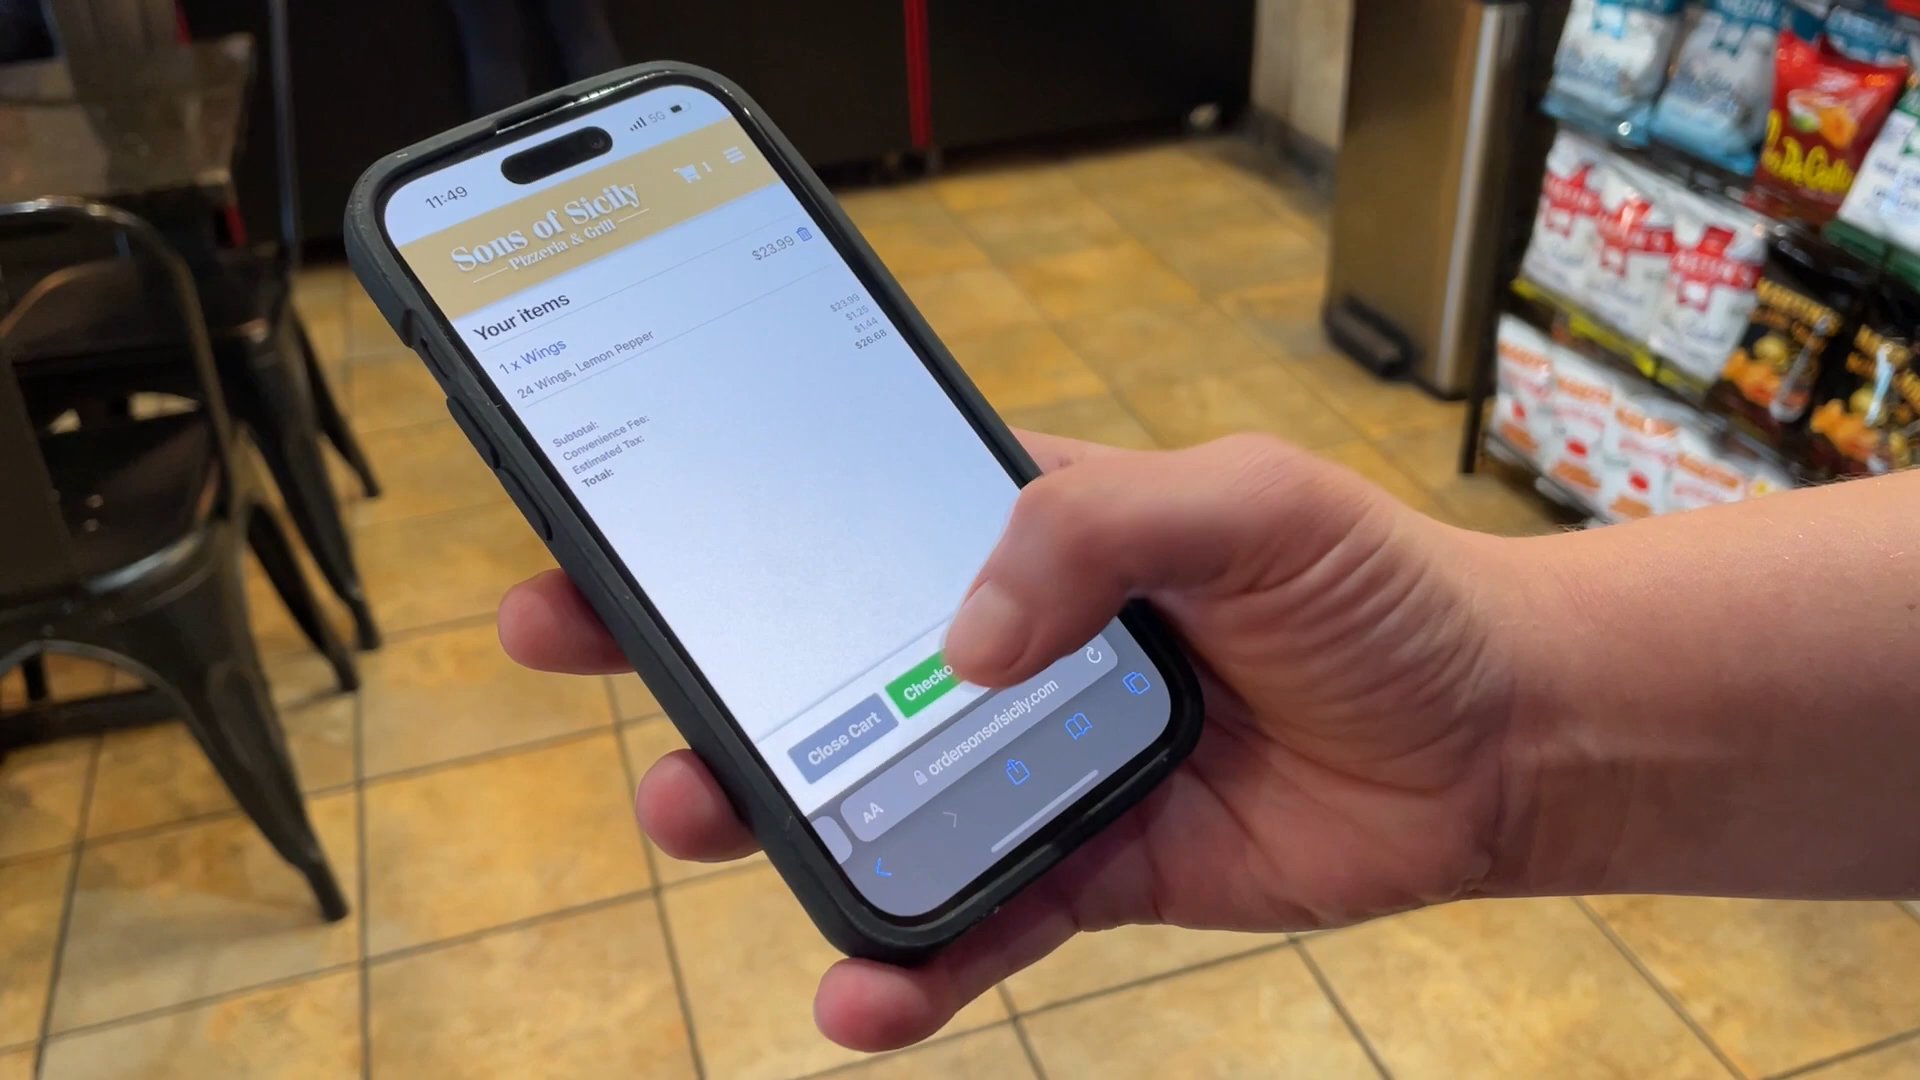 11:49
5G
Sons of Sicily
Pizzeria & Grill
1
Your items
1 x Wings
$23.99
24 Wings, Lemon Pepper
Subtotal:
$23.99
Convenience Fee:
$1.25
Estimated Tax:
$1.44
Total:
$26.68
Close Cart
Checko
AA
ordersonsofsicily.com